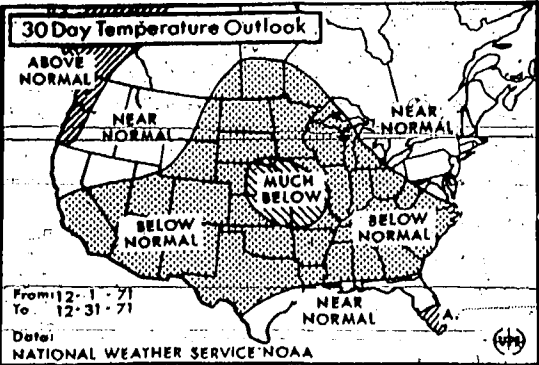 30 Day Temperature Outlook
ABOVE
NORMAL
NEAR
NORMAL
NEAR
NORMAL
MUCH
BELOW
BELOW
NORMAL
BELOW
NORMAL
NEAR
NORMAL
A.
From: 12-1-71
To 12-31-71
Data:
NATIONAL WEATHER SERVICE NOAA
UPI